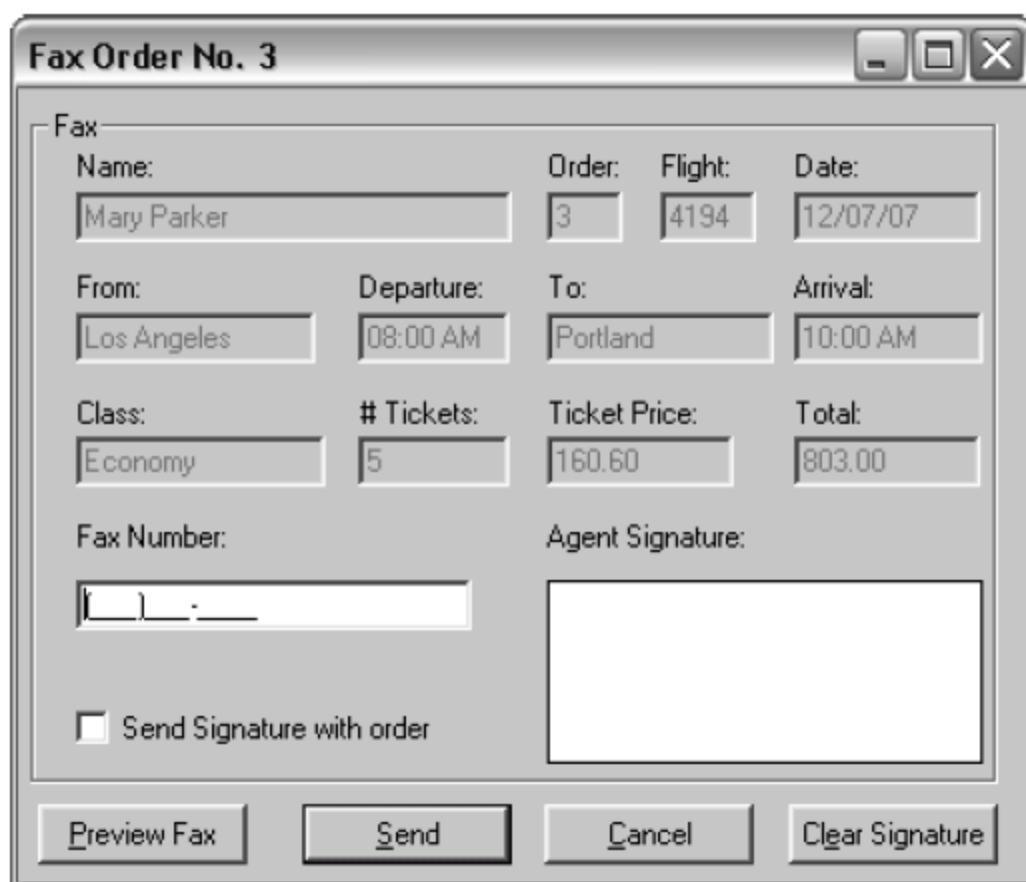 Fax Order No. 3
Fax
Name: Order: Flight: Date:
Mary Parker 3 4194 12/07/07
From: Departure: To: Arrival:
Los Angeles 08:00 AM Portland 10:00 AM
Class: # Tickets: Ticket Price: Total:
Economy 5 160.60 803.00
Fax Number: Agent Signature:
(___)___-____
Send Signature with order
Preview Fax Send Cancel Clear Signature